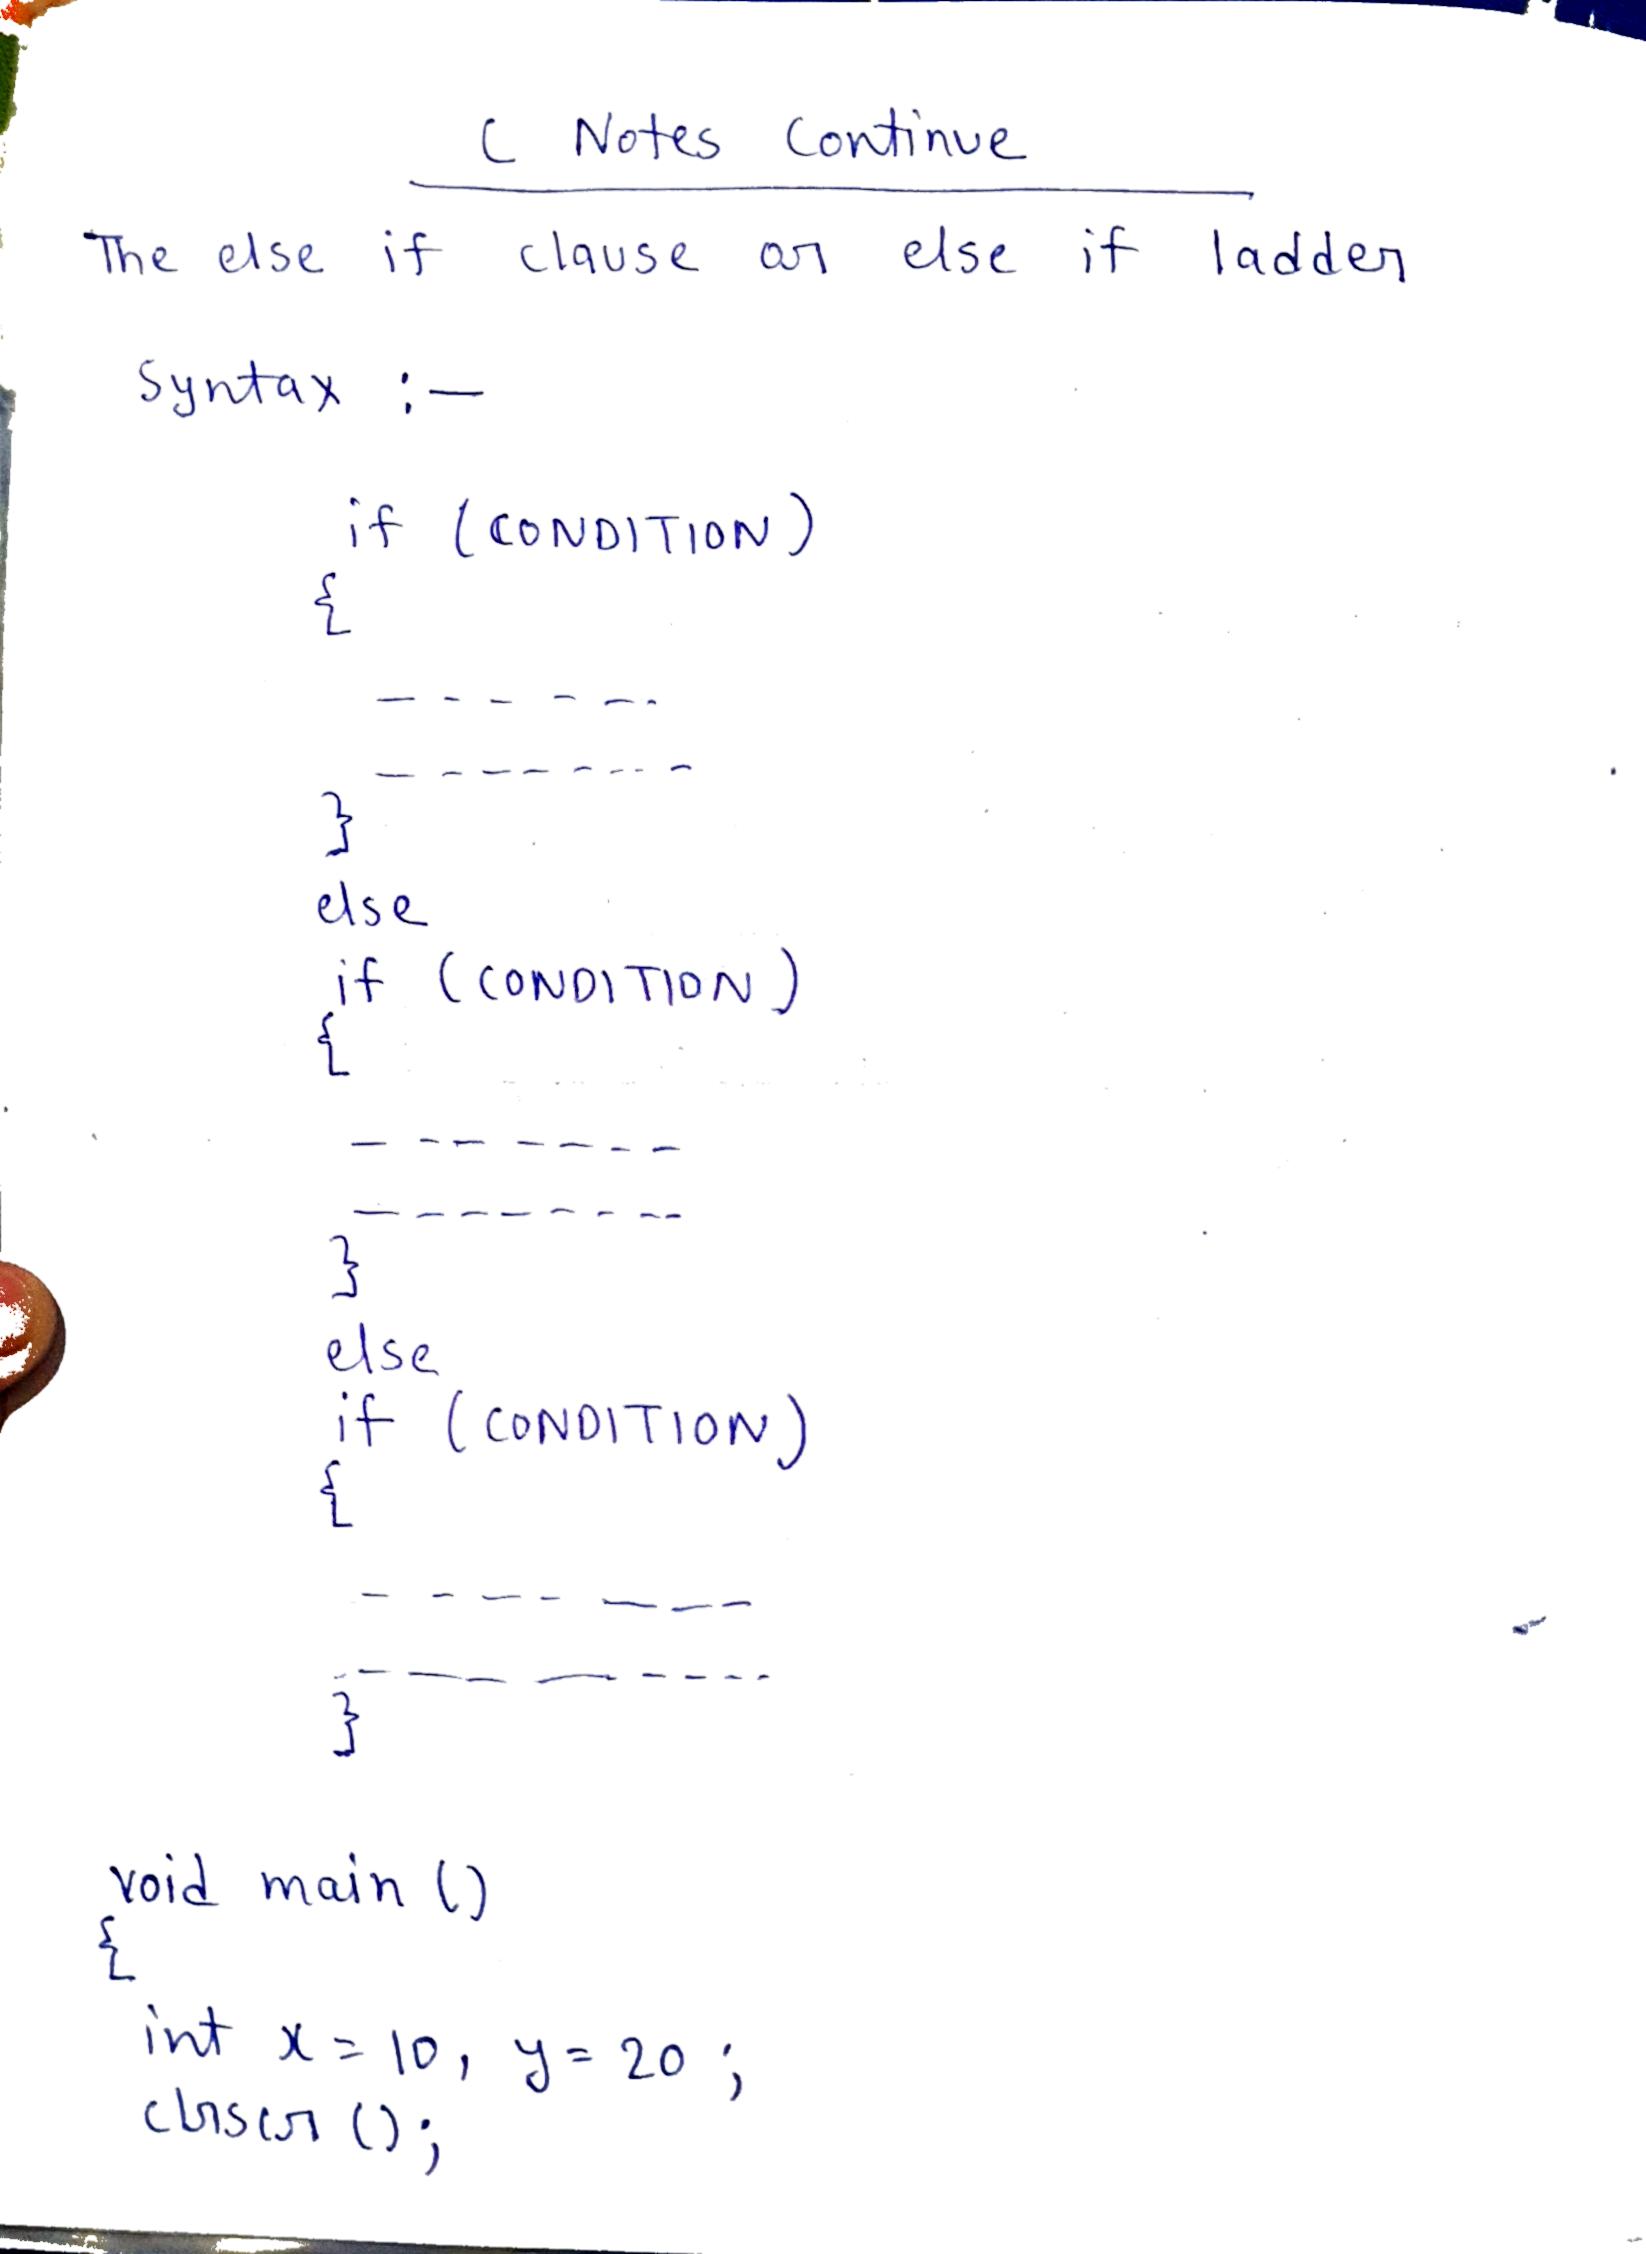 C Notes Continue
The else if clause or else if ladder
Syntax :-
if (CONDITION)
{
- - - - - -
- - - - - - - -
}
else
if (CONDITION)
{
- - - - - - -
- - - - - - - -
}
else
if (CONDITION)
{
- - - - - - -
- - - - - - - -
}
void main ()
{
int x = 10, y = 20 ;
clrscr ();